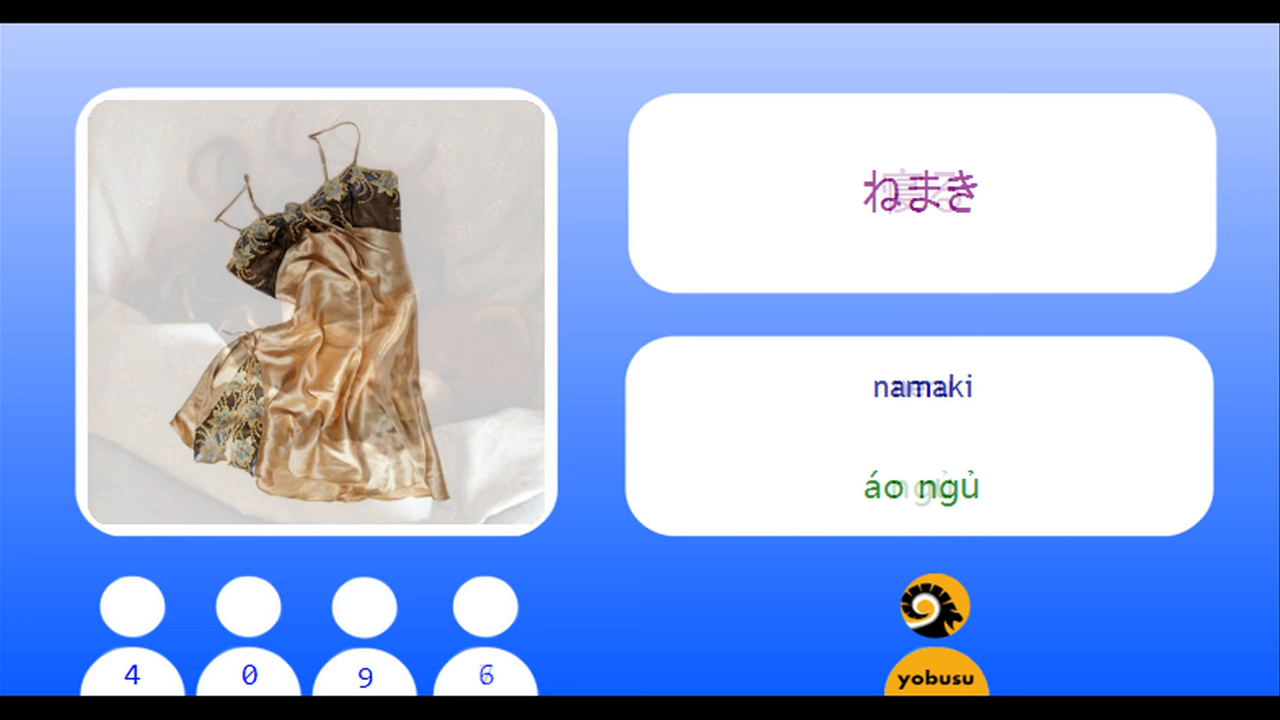 ねまき
namaki
áo ngủ
4 0 9 6
yobusu